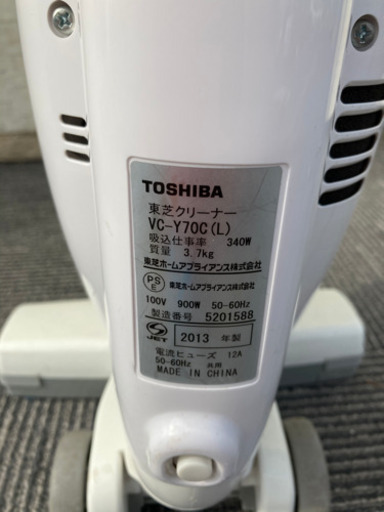 TOSHIBA
東芝クリーナー
VC-Y70C(L)
吸込仕事率 340W
質量 3.7kg
東芝ホームアプライアンス株式会社
PSE 東芝ホームアプライアンス株式会社
100V 900W 50-60Hz
製造番号 5201588
JET 2013 年製
電流ヒューズ 12A
50-60Hz 共用
MADE IN CHINA